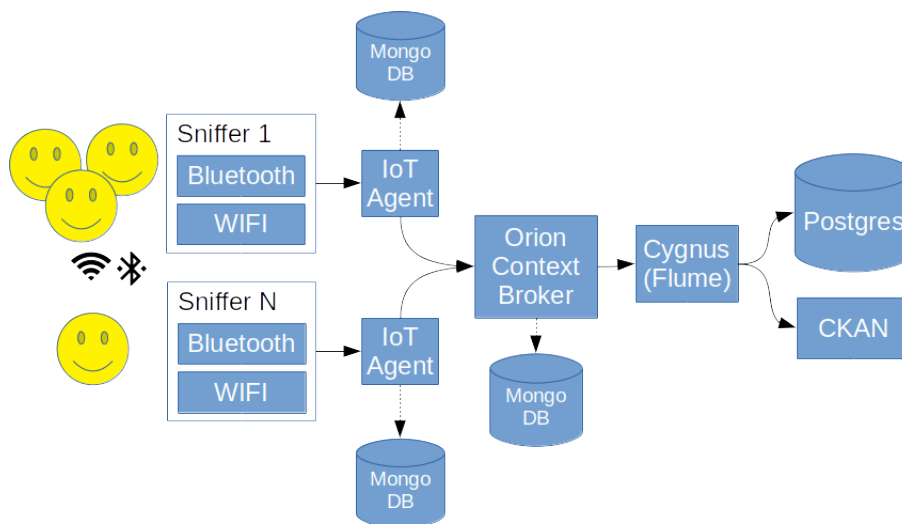 Mongo
DB
Sniffer 1
Bluetooth
WIFI
IoT
Agent
Orion
Context
Broker
Cygnus
(Flume)
Postgres
CKAN
Sniffer N
Bluetooth
WIFI
IoT
Agent
Mongo
DB
Mongo
DB